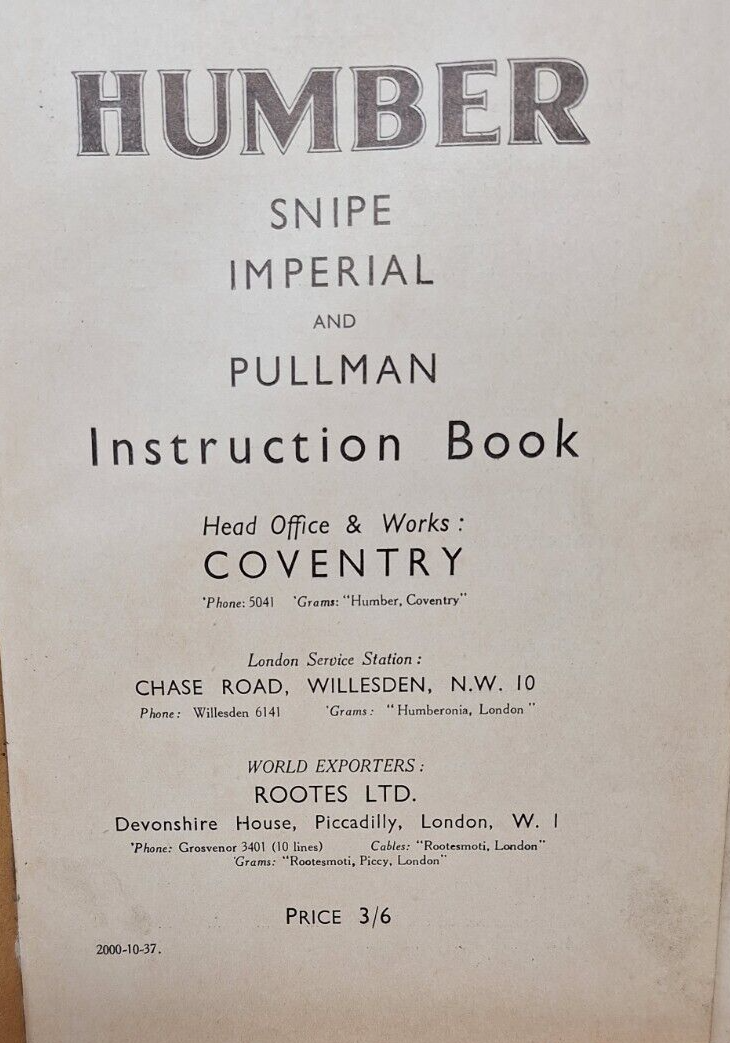 HUMBER
SNIPE
IMPERIAL
AND
PULLMAN
Instruction Book
Head Office & Works :
COVENTRY
'Phone: 5041 'Grams: "Humber, Coventry"
London Service Station :
CHASE ROAD, WILLESDEN, N.W. 10
Phone : Willesden 6141 'Grams : "Humberonia, London"
WORLD EXPORTERS :
ROOTES LTD.
Devonshire House, Piccadilly, London, W. 1
'Phone: Grosvenor 3401 (10 lines) Cables: "Rootesmoti, London"
'Grams: "Rootesmoti, Piccy, London"
PRICE 3/6
2000-10-37.